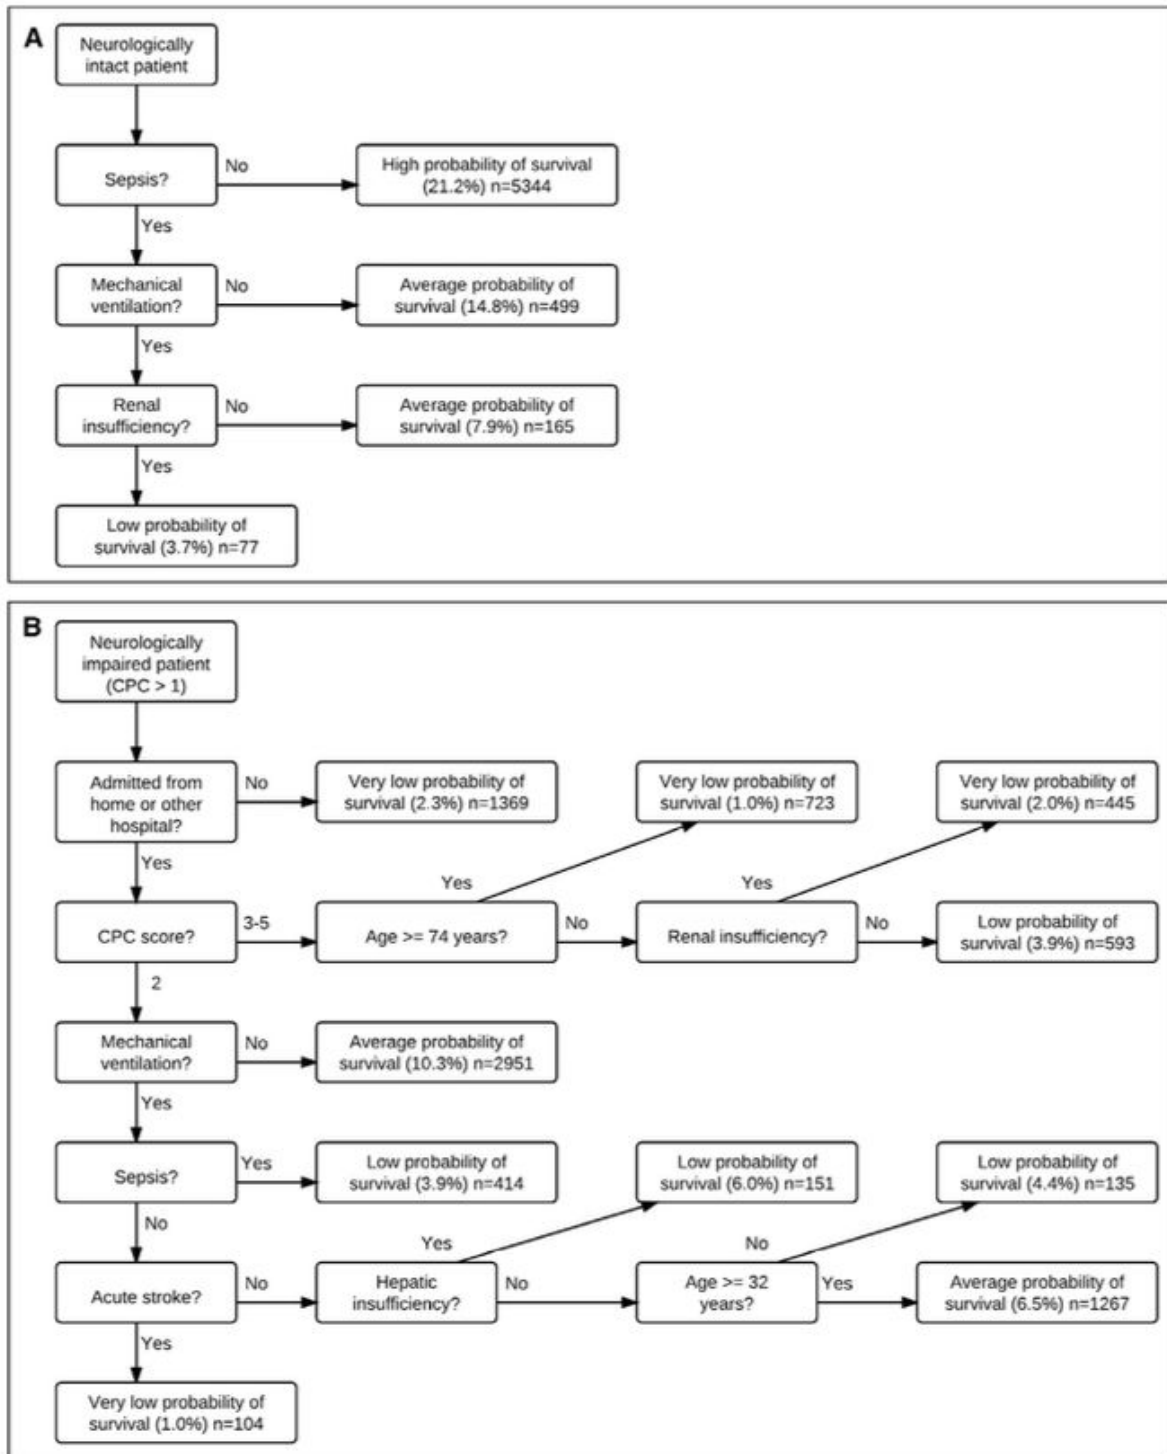 A
Neurologically
intact patient
Sepsis?
No
High probability of survival
(21.2%) n=5344
Yes
Mechanical
ventilation?
No
Average probability of
survival (14.8%) n=499
Yes
Renal
insufficiency?
No
Average probability of
survival (7.9%) n=165
Yes
Low probability of
survival (3.7%) n=77
B
Neurologically
impaired patient
(CPC > 1)
Admitted from
home or other
hospital?
No
Very low probability of
survival (2.3%) n=1369
Very low probability of
survival (1.0%) n=723
Very low probability of
survival (2.0%) n=445
Yes
Yes
Yes
CPC score?
3-5
Age >= 74 years?
No
Renal insufficiency?
No
Low probability of
survival (3.9%) n=593
2
Mechanical
ventilation?
No
Average probability of
survival (10.3%) n=2951
Yes
Sepsis?
Yes
Low probability of
survival (3.9%) n=414
Low probability of
survival (6.0%) n=151
Low probability of
survival (4.4%) n=135
No
Yes
No
Acute stroke?
No
Hepatic
insufficiency?
No
Age >= 32
years?
Yes
Average probability of
survival (6.5%) n=1267
Yes
Very low probability of
survival (1.0%) n=104